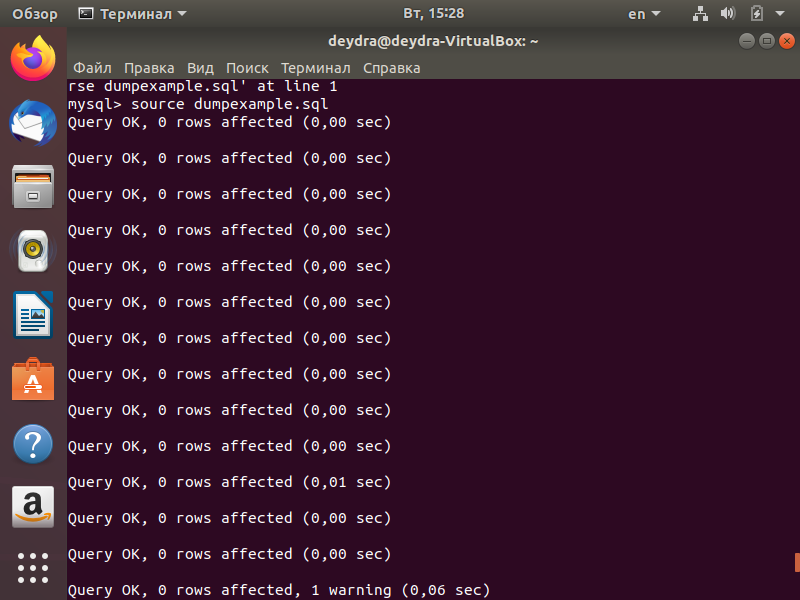 Обзор Терминал Вт, 15:28 en
deydra@deydra-VirtualBox: ~
Файл Правка Вид Поиск Терминал Справка
rse dumpexample.sql' at line 1
mysql> source dumpexample.sql
Query OK, 0 rows affected (0,00 sec)
Query OK, 0 rows affected (0,00 sec)
Query OK, 0 rows affected (0,00 sec)
Query OK, 0 rows affected (0,00 sec)
Query OK, 0 rows affected (0,00 sec)
Query OK, 0 rows affected (0,00 sec)
Query OK, 0 rows affected (0,00 sec)
Query OK, 0 rows affected (0,00 sec)
Query OK, 0 rows affected (0,00 sec)
Query OK, 0 rows affected (0,00 sec)
Query OK, 0 rows affected (0,01 sec)
Query OK, 0 rows affected (0,00 sec)
Query OK, 0 rows affected (0,00 sec)
Query OK, 0 rows affected, 1 warning (0,06 sec)